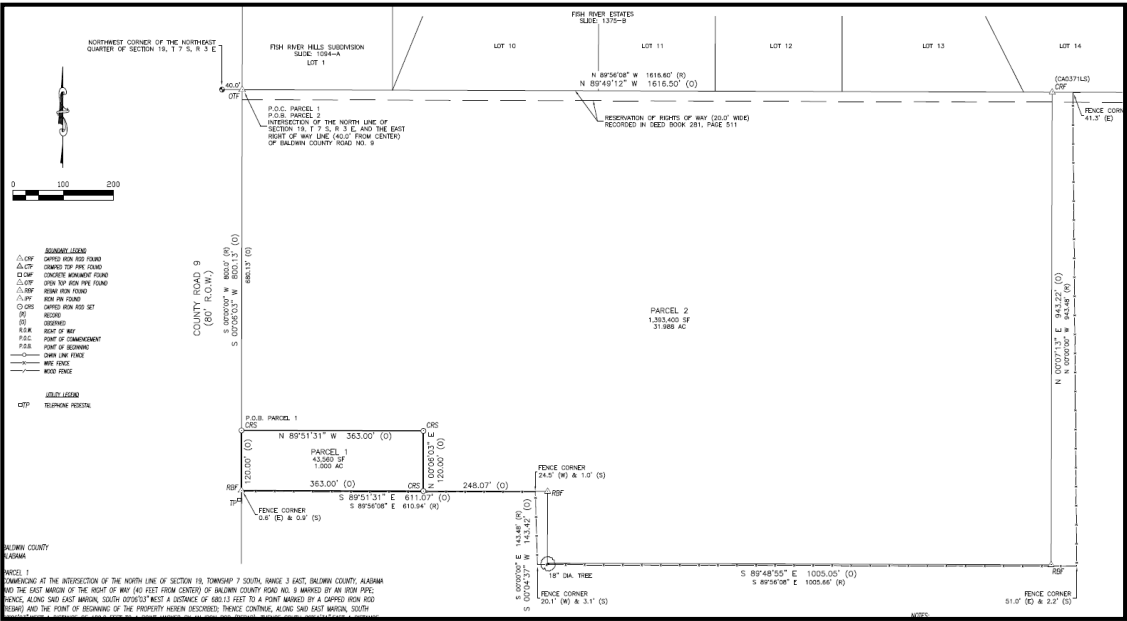 FISH RIVER ESTATES
SLIDE: 1375-B
NORTHWEST CORNER OF THE NORTHEAST
QUARTER OF SECTION 19, T 7 S, R 3 E
FISH RIVER HILLS SUBDIVISION
SLIDE: 1094-A
LOT 1
LOT 10
LOT 11
LOT 12
LOT 13
LOT 14
N 89°56'08" W 1616.60' (R)
N 89°49'12" W 1616.50' (O)
(CA0371LS)
CRF
40.0'
OTF
P.O.C. PARCEL 1
P.O.B. PARCEL 2
INTERSECTION OF THE NORTH LINE OF
SECTION 19, T 7 S, R 3 E, AND THE EAST
RIGHT OF WAY LINE (40.0' FROM CENTER)
OF BALDWIN COUNTY ROAD NO. 9
RESERVATION OF RIGHTS OF WAY (20.0' WIDE)
RECORDED IN DEED BOOK 281, PAGE 511
FENCE CORN
41.3' (E)
0 100 200
BOUNDARY LEGEND
CRF CAPPED IRON ROD FOUND
CTF CRIMPED TOP PIPE FOUND
CMF CONCRETE MONUMENT FOUND
OTF OPEN TOP IRON PIPE FOUND
RBF REBAR IRON FOUND
IPF IRON PIN FOUND
CRS CAPPED IRON ROD SET
(R) RECORD
(O) OBSERVED
R.O.W. RIGHT OF WAY
P.O.C. POINT OF COMMENCEMENT
P.O.B. POINT OF BEGINNING
CHAIN LINK FENCE
WIRE FENCE
WOOD FENCE
UTILITY LEGEND
TP TELEPHONE PEDESTAL
COUNTY ROAD 9
(80' R.O.W.)
S 00°00'00" W 800.0' (R)
S 00°06'03" W 800.13' (O)
680.13' (O)
PARCEL 2
1,393,400 SF
31.988 AC
N 00°07'13" E 943.22' (O)
N 00°00'00" W 943.48' (R)
P.O.B. PARCEL 1
CRS
CRS
N 89°51'31" W 363.00' (O)
PARCEL 1
43,560 SF
1.000 AC
120.00' (O)
N 00°06'03" E
120.00' (O)
RBF
363.00' (O)
CRS
248.07' (O)
TP
S 89°51'31" E 611.07' (O)
S 89°56'08" E 610.94' (R)
FENCE CORNER
0.6' (E) & 0.9' (S)
FENCE CORNER
24.5' (W) & 1.0' (S)
RBF
S 00°00'00" E 143.48' (R)
S 00°04'37" W 143.42' (O)
18" DIA. TREE
FENCE CORNER
20.1' (W) & 3.1' (S)
S 89°48'55" E 1005.05' (O)
S 89°56'08" E 1005.66' (R)
RBF
FENCE CORNER
51.0' (E) & 2.2' (S)
BALDWIN COUNTY
ALABAMA
PARCEL 1
COMMENCING AT THE INTERSECTION OF THE NORTH LINE OF SECTION 19, TOWNSHIP 7 SOUTH, RANGE 3 EAST, BALDWIN COUNTY, ALABAMA
AND THE EAST MARGIN OF THE RIGHT OF WAY (40 FEET FROM CENTER) OF BALDWIN COUNTY ROAD NO. 9 MARKED BY AN IRON PIPE;
THENCE, ALONG SAID EAST MARGIN, SOUTH 00°06'03" WEST A DISTANCE OF 680.13 FEET TO A POINT MARKED BY A CAPPED IRON ROD
(REBAR) AND THE POINT OF BEGINNING OF THE PROPERTY HEREIN DESCRIBED; THENCE CONTINUE, ALONG SAID EAST MARGIN, SOUTH
NOTES: